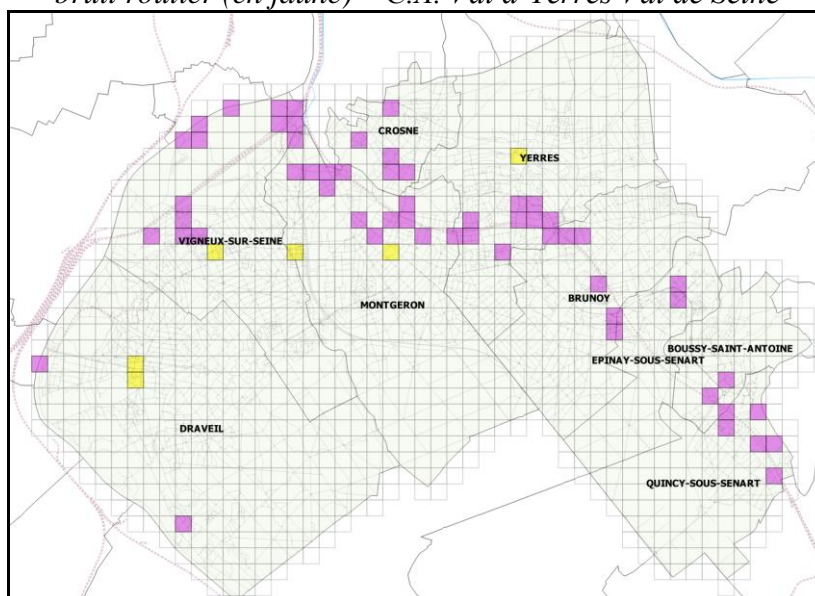 bruit routier (en jaune) – C.A. Val d'Yerres Val de Seine
CROSNE
YERRES
VIGNEUX-SUR-SEINE
MONTGERON
BRUNOY
BOUSSY-SAINT-ANTOINE
EPINAY-SOUS-SENART
DRAVEIL
QUINCY-SOUS-SENART